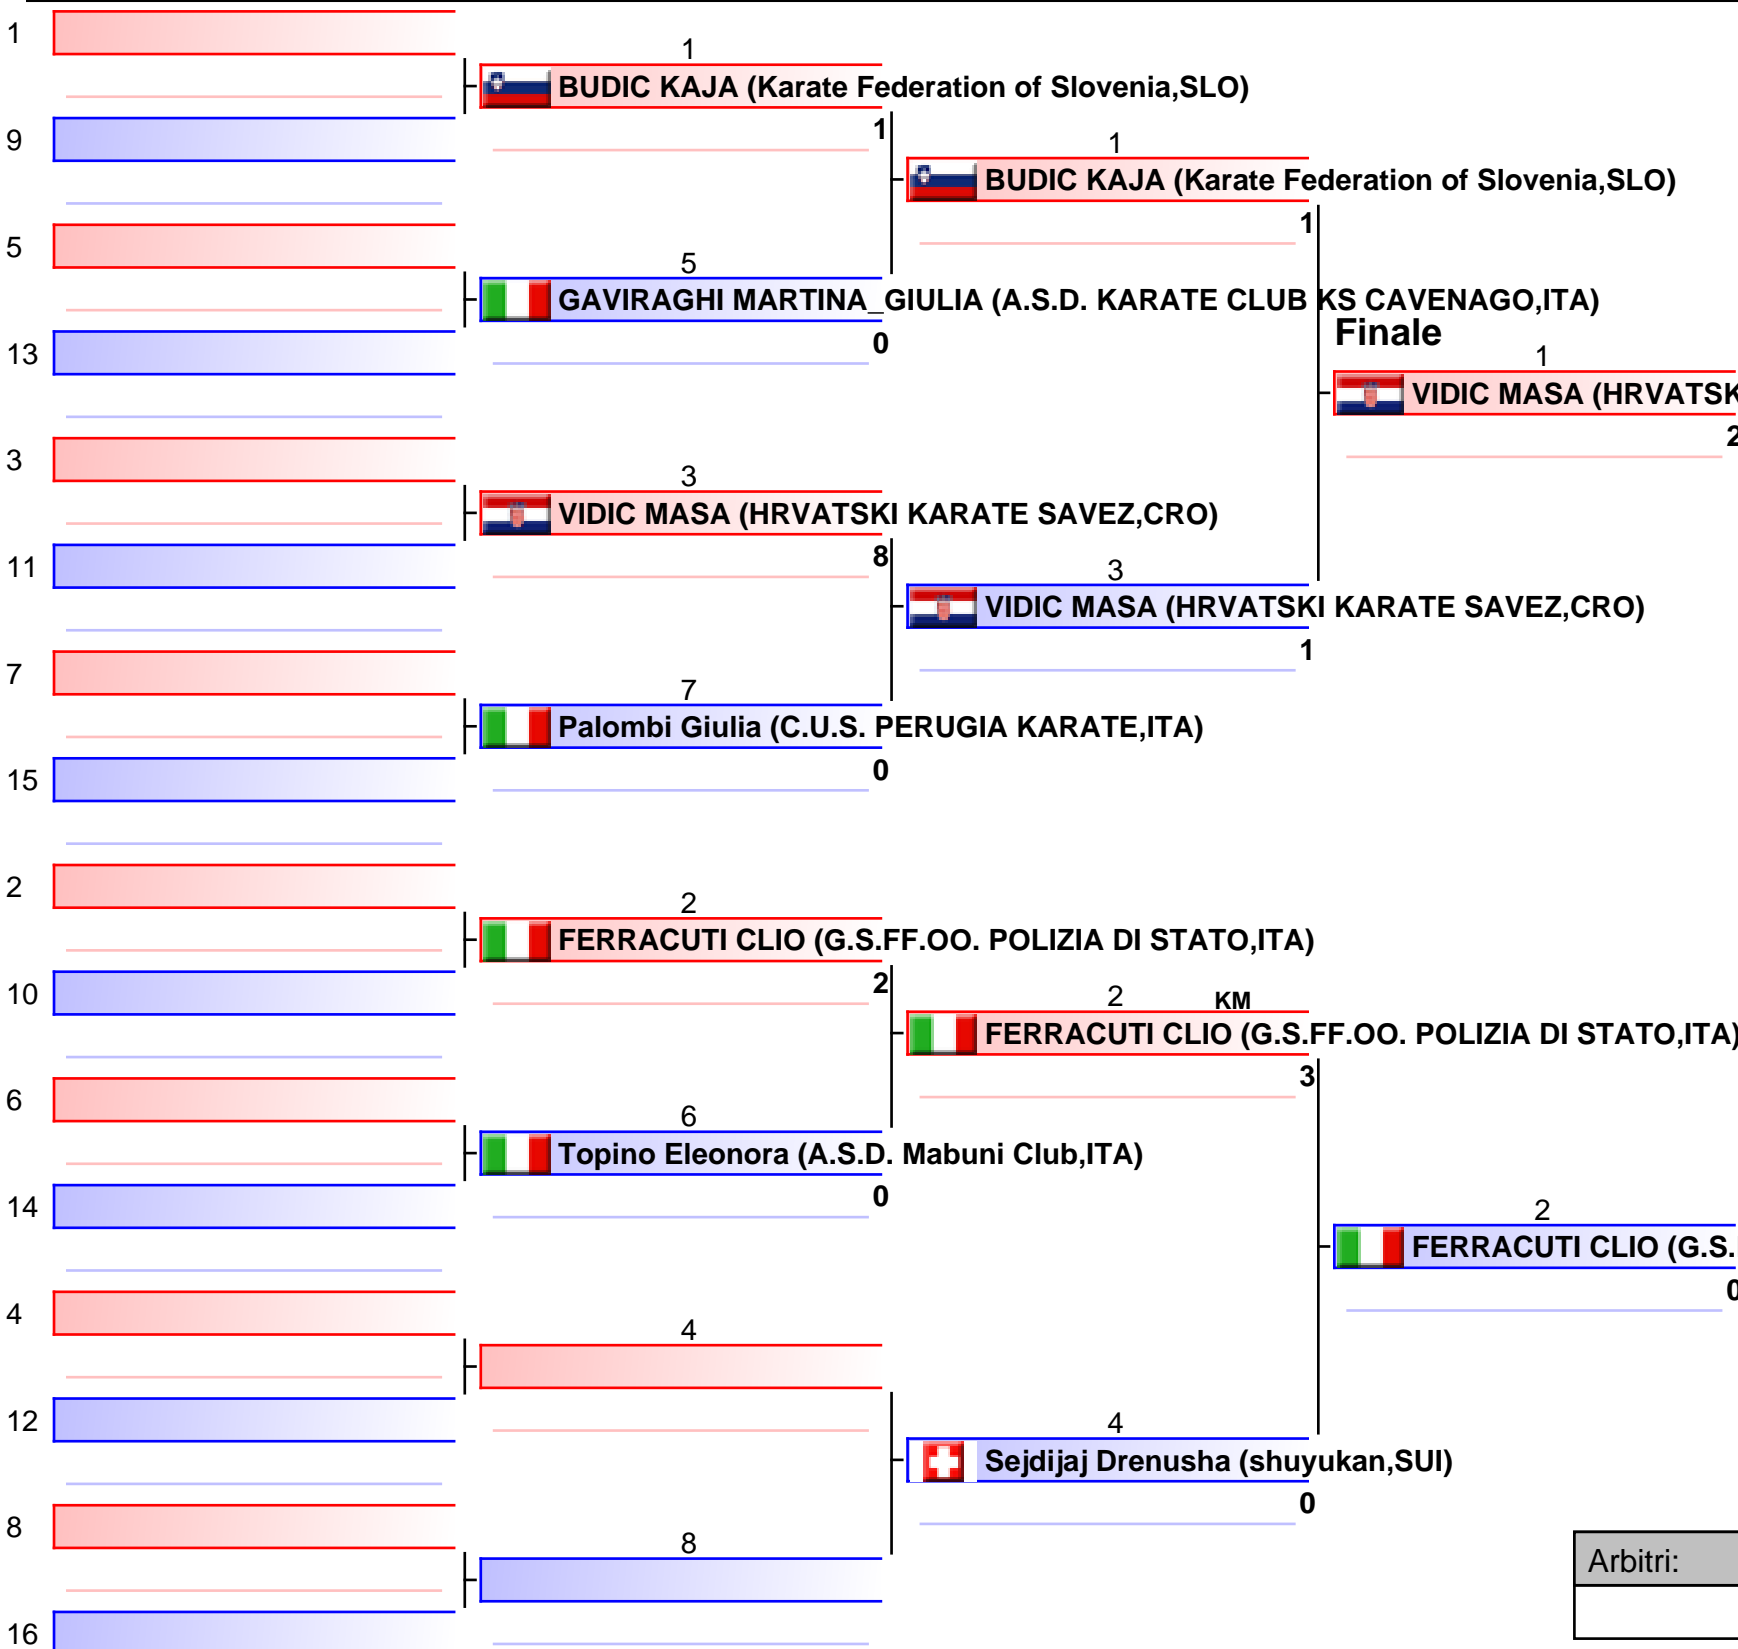 1
1
BUDIC KAJA (Karate Federation of Slovenia,SLO)
1
9
1
BUDIC KAJA (Karate Federation of Slovenia,SLO)
1
5
5
GAVIRAGHI MARTINA_GIULIA (A.S.D. KARATE CLUB KS CAVENAGO,ITA)
0
13
Finale
1
VIDIC MASA (HRVATSK
2
3
3
VIDIC MASA (HRVATSKI KARATE SAVEZ,CRO)
8
11
3
VIDIC MASA (HRVATSKI KARATE SAVEZ,CRO)
1
7
7
Palombi Giulia (C.U.S. PERUGIA KARATE,ITA)
0
15
2
2
FERRACUTI CLIO (G.S.FF.OO. POLIZIA DI STATO,ITA)
2
10
2 KM
FERRACUTI CLIO (G.S.FF.OO. POLIZIA DI STATO,ITA)
3
6
6
Topino Eleonora (A.S.D. Mabuni Club,ITA)
0
14
2
FERRACUTI CLIO (G.S.
0
4
4
12
4
Sejdijaj Drenusha (shuyukan,SUI)
0
8
8
Arbitri:
16